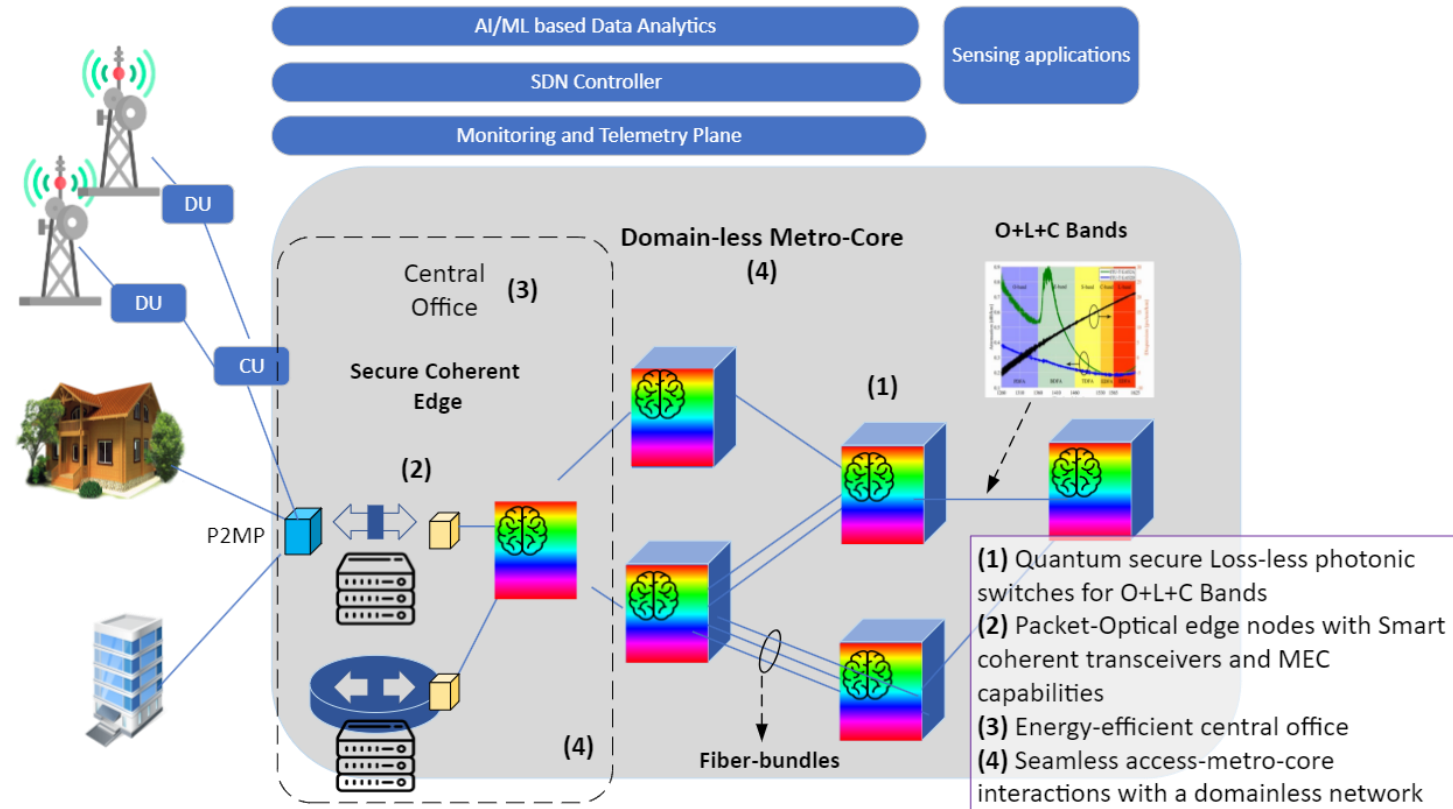 AI/ML based Data Analytics
Sensing applications
SDN Controller
Monitoring and Telemetry Plane
DU
DU
CU
P2MP
Central
Office
(3)
Secure Coherent
Edge
(2)
(4)
Domain-less Metro-Core
(4)
O+L+C Bands
(1)
Fiber-bundles
(1) Quantum secure Loss-less photonic
switches for O+L+C Bands
(2) Packet-Optical edge nodes with Smart
coherent transceivers and MEC
capabilities
(3) Energy-efficient central office
(4) Seamless access-metro-core
interactions with a domainless network